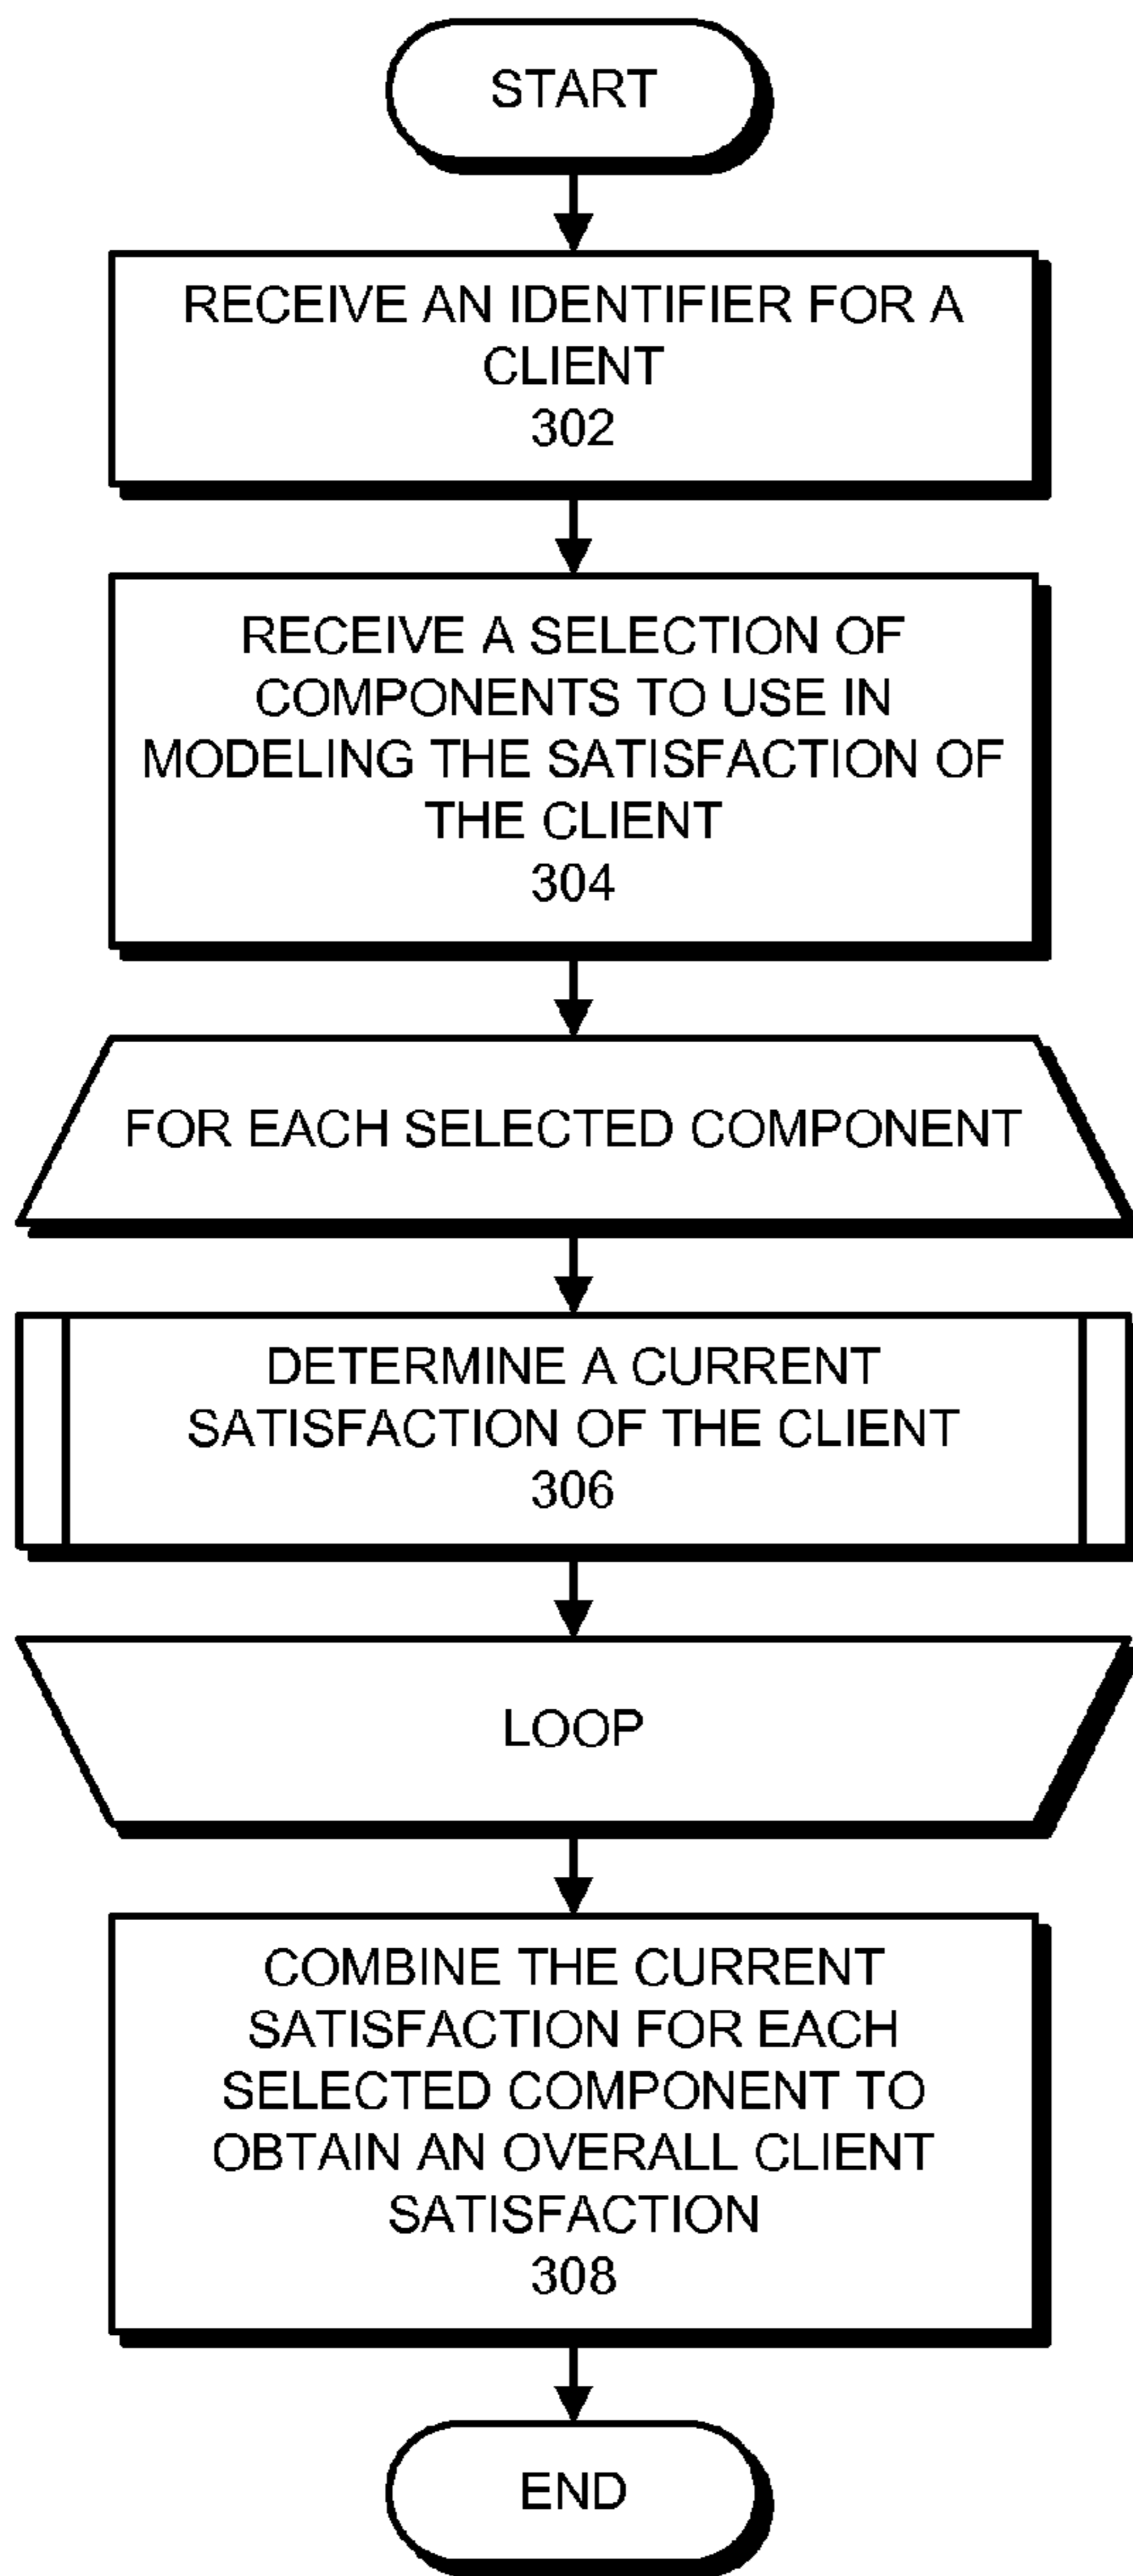 START
RECEIVE AN IDENTIFIER FOR A
CLIENT
302
RECEIVE A SELECTION OF
COMPONENTS TO USE IN
MODELING THE SATISFACTION OF
THE CLIENT
304
FOR EACH SELECTED COMPONENT
DETERMINE A CURRENT
SATISFACTION OF THE CLIENT
306
LOOP
COMBINE THE CURRENT
SATISFACTION FOR EACH
SELECTED COMPONENT TO
OBTAIN AN OVERALL CLIENT
SATISFACTION
308
END